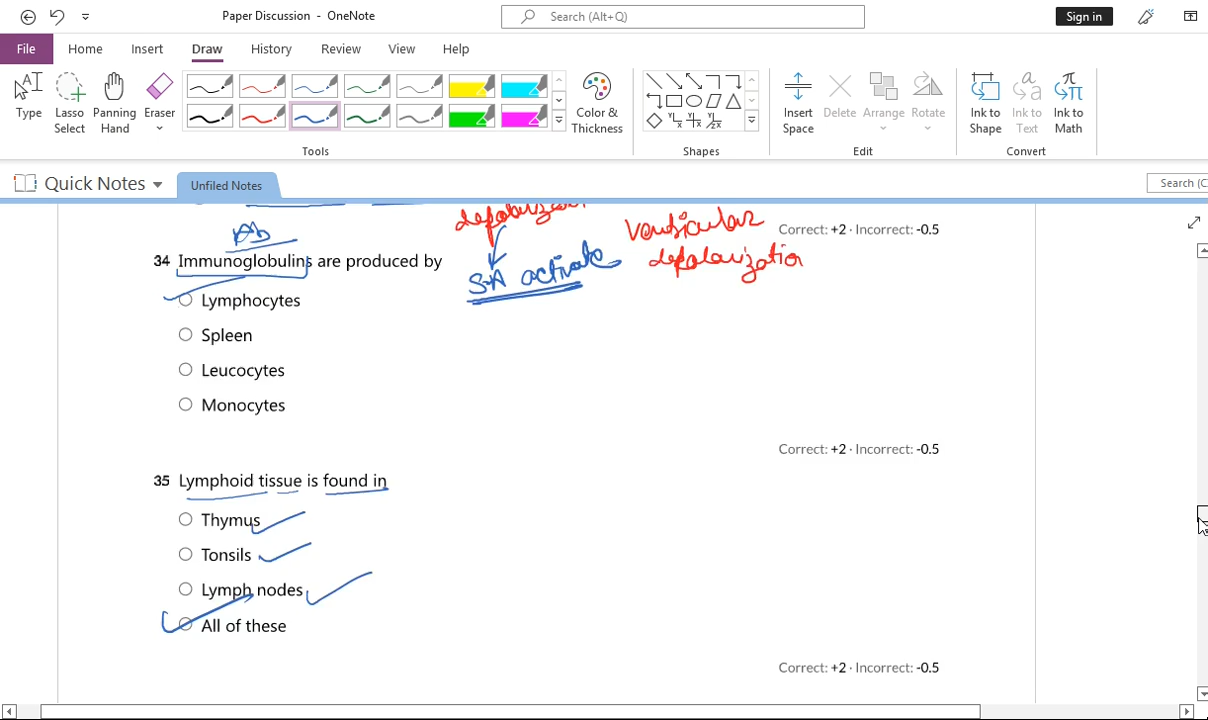 Paper Discussion - OneNote
Search (Alt+Q)
Sign in
File Home Insert Draw History Review View Help
Type
Lasso Select
Panning Hand
Eraser
Color & Thickness
Insert Space
Delete
Arrange
Rotate
Ink to Shape
Ink to Text
Ink to Math
Tools
Shapes
Edit
Convert
Quick Notes
Unfiled Notes
Search (C
depolarization
ventricular
depolarization
Ab
S-A activate
Correct: +2 · Incorrect: -0.5
34 Immunoglobulins are produced by
Lymphocytes
Spleen
Leucocytes
Monocytes
Correct: +2 · Incorrect: -0.5
35 Lymphoid tissue is found in
Thymus
Tonsils
Lymph nodes
All of these
Correct: +2 · Incorrect: -0.5